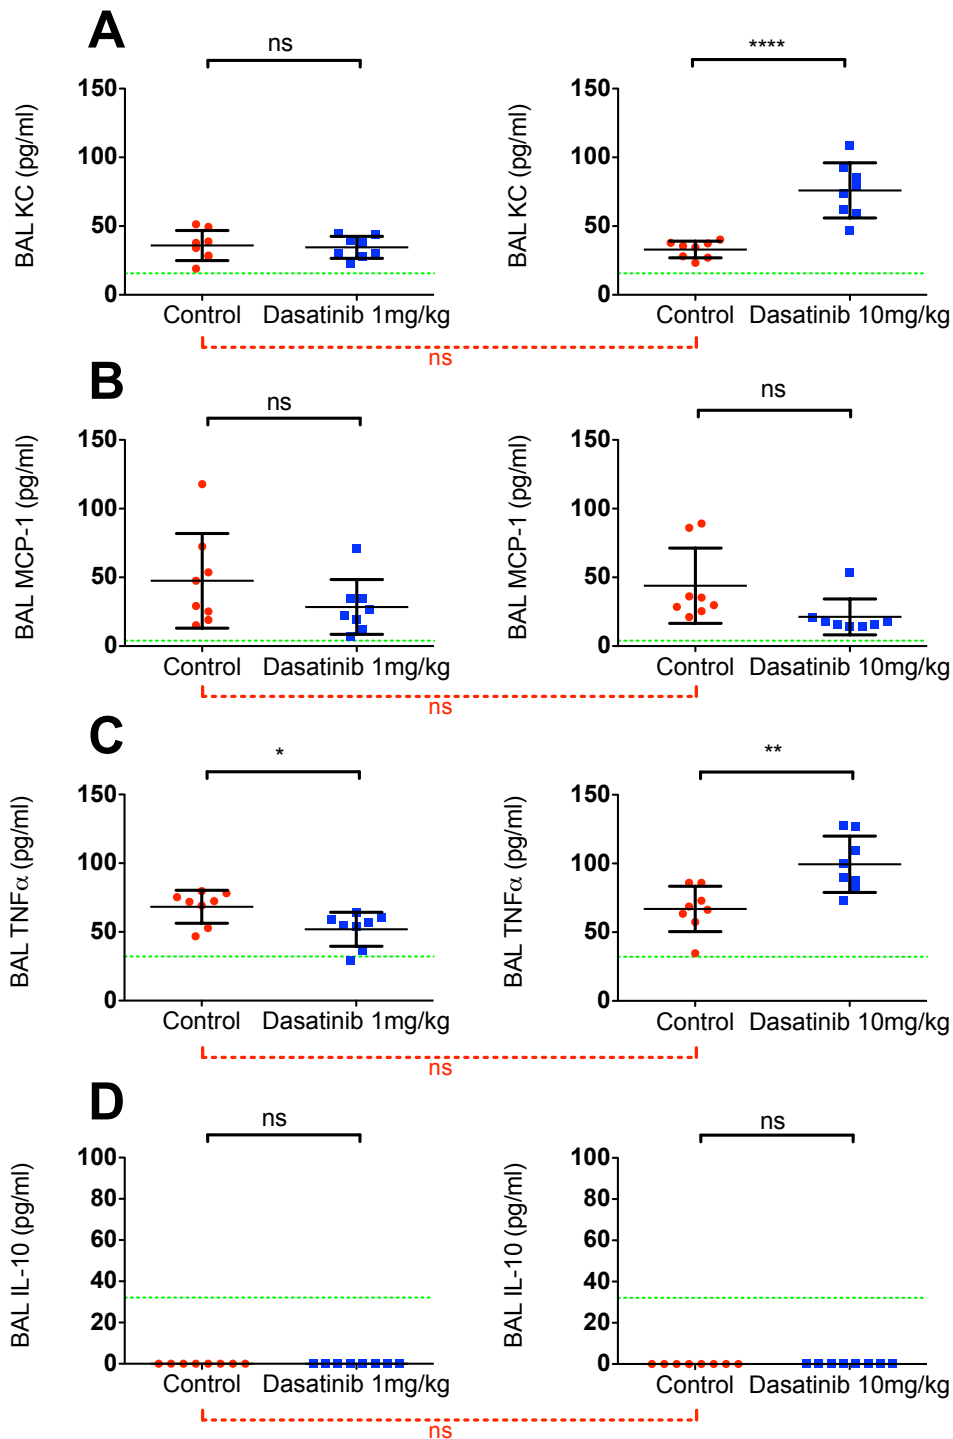 A
ns
****
BAL KC (pg/ml)
150
100
50
0
Control
Dasatinib 1mg/kg
BAL KC (pg/ml)
150
100
50
0
Control
Dasatinib 10mg/kg
ns
B
ns
ns
BAL MCP-1 (pg/ml)
150
100
50
0
Control
Dasatinib 1mg/kg
BAL MCP-1 (pg/ml)
150
100
50
0
Control
Dasatinib 10mg/kg
ns
C
*
**
BAL TNFα (pg/ml)
150
100
50
0
Control
Dasatinib 1mg/kg
BAL TNFα (pg/ml)
150
100
50
0
Control
Dasatinib 10mg/kg
ns
D
ns
ns
BAL IL-10 (pg/ml)
100
80
60
40
20
0
Control
Dasatinib 1mg/kg
BAL IL-10 (pg/ml)
100
80
60
40
20
0
Control
Dasatinib 10mg/kg
ns